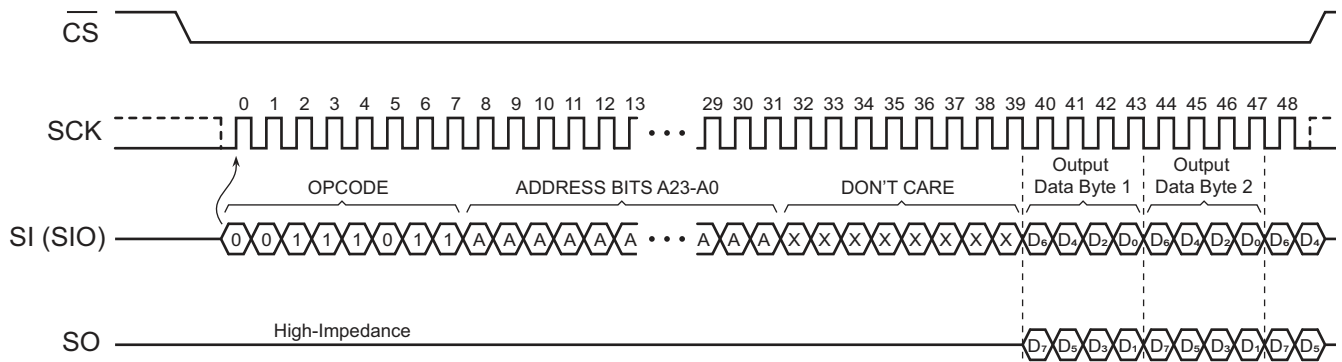 CS
SCK
0 1 2 3 4 5 6 7 8 9 10 11 12 13 29 30 31 32 33 34 35 36 37 38 39 40 41 42 43 44 45 46 47 48
OPCODE
ADDRESS BITS A23-A0
DON'T CARE
Output
Data Byte 1
Output
Data Byte 2
SI (SIO)
0 0 1 1 1 0 1 1 A A A A A A A A A X X X X X X X X D₆ D₄ D₂ D₀ D₆ D₄ D₂ D₀ D₆ D₄
High-Impedance
SO
D₇ D₅ D₃ D₁ D₇ D₅ D₃ D₁ D₇ D₅